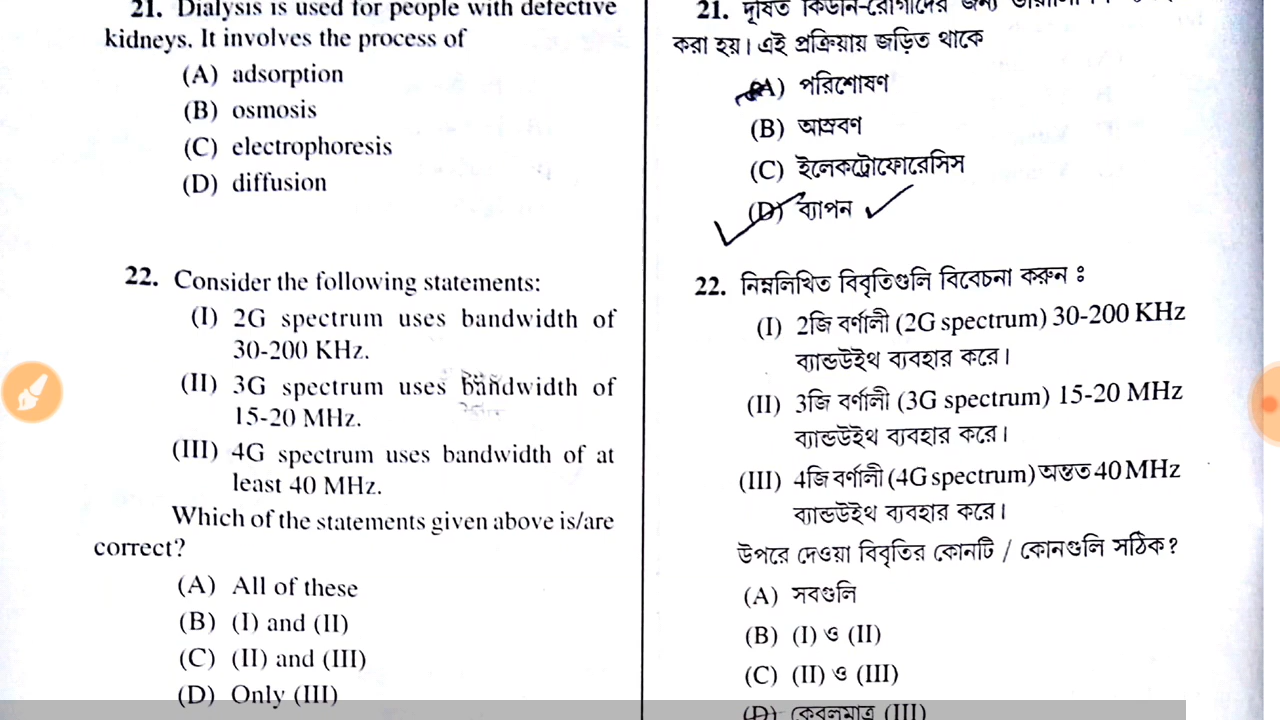 21. Dialysis is used for people with defective
kidneys. It involves the process of
(A) adsorption
(B) osmosis
(C) electrophoresis
(D) diffusion
22. Consider the following statements:
(I) 2G spectrum uses bandwidth of
30-200 KHz.
(II) 3G spectrum uses bandwidth of
15-20 MHz.
(III) 4G spectrum uses bandwidth of at
least 40 MHz.
Which of the statements given above is/are
correct?
(A) All of these
(B) (I) and (II)
(C) (II) and (III)
(D) Only (III)
21. দূষিত কিডনি-রোগীদের জন্য
করা হয়। এই প্রক্রিয়ায় জড়িত থাকে
(A) পরিশোষণ
(B) আস্রবণ
(C) ইলেকট্রোফোরেসিস
(D) ব্যাপন
22. নিম্নলিখিত বিবৃতিগুলি বিবেচনা করুন ঃ
(I) 2জি বর্ণালী (2G spectrum) 30-200 KHz
ব্যান্ডউইথ ব্যবহার করে।
(II) 3জি বর্ণালী (3G spectrum) 15-20 MHz
ব্যান্ডউইথ ব্যবহার করে।
(III) 4জি বর্ণালী (4G spectrum) অন্তত 40 MHz
ব্যান্ডউইথ ব্যবহার করে।
উপরে দেওয়া বিবৃতির কোনটি / কোনগুলি সঠিক?
(A) সবগুলি
(B) (I) ও (II)
(C) (II) ও (III)
(D) কেবলমাত্র (III)